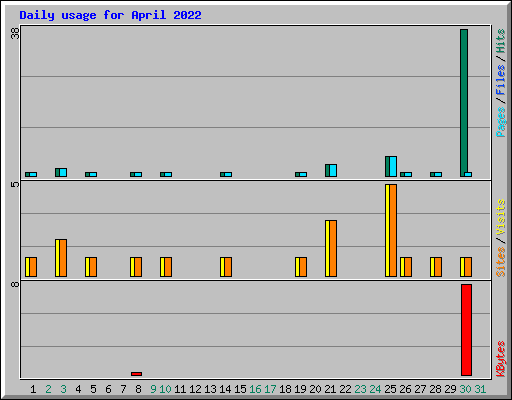 Daily usage for April 2022
38
Pages / Files / Hits
5
Sites / Visits
8
KBytes
1 2 3 4 5 6 7 8 9 10 11 12 13 14 15 16 17 18 19 20 21 22 23 24 25 26 27 28 29 30 31